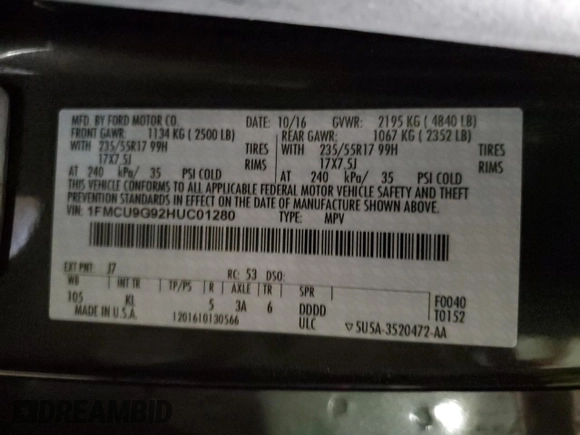 MFD. BY FORD MOTOR CO. DATE: 10/16 GVWR: 2195 KG ( 4840 LB)
FRONT GAWR: 1134 KG ( 2500 LB) REAR GAWR: 1067 KG ( 2352 LB)
WITH 235/55R17 99H TIRES WITH 235/55R17 99H TIRES
17X7.5J RIMS 17X7.5J RIMS
AT 240 kPa/ 35 PSI COLD AT 240 kPa/ 35 PSI COLD
THIS VEHICLE CONFORMS TO ALL APPLICABLE FEDERAL MOTOR VEHICLE SAFETY AND THEFT
PREVENTION STANDARDS IN EFFECT ON THE DATE OF MANUFACTURE SHOWN ABOVE.
VIN: 1FMCU9G92HUC01280 TYPE: MPV
EXT PNT: J7 RC: 53 DSO:
WB INT TR TP/PS R AXLE TR SPR F0040
105 KL 5 3A 6 DDDD T0152
MADE IN U.S.A. 1201610130566 ULC SU5A-3520472-AA
DREAMBID